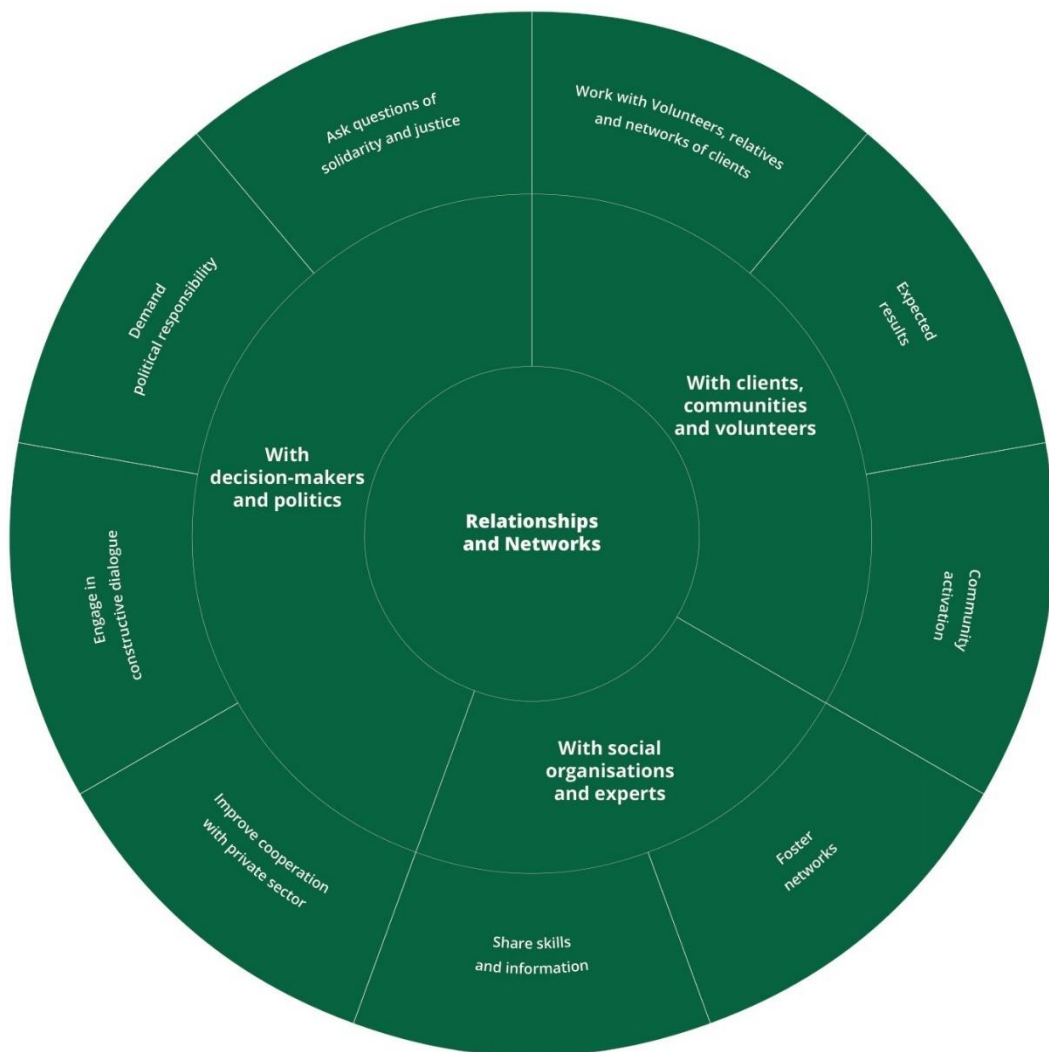 Relationships
and Networks
With clients,
communities
and volunteers
Work with Volunteers, relatives
and networks of clients
Expected
results
Community
activation
With social
organisations
and experts
Foster
networks
Share skills
and information
With
decision-makers
and politics
Improve cooperation
with private sector
Engage in
constructive dialogue
Demand
political responsibility
Ask questions of
solidarity and justice